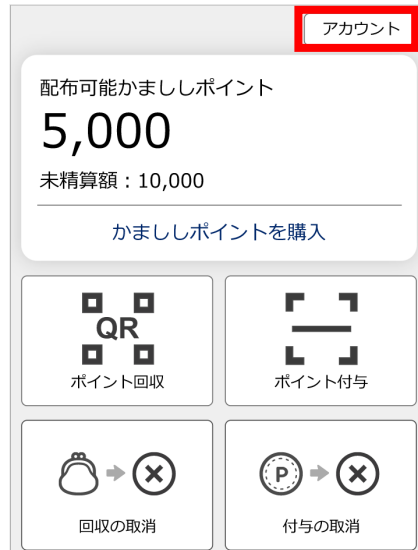 アカウント
配布可能かまししポイント
5,000
未精算額：10,000
かまししポイントを購入
QR
ポイント回収
ポイント付与
P
回収の取消
付与の取消